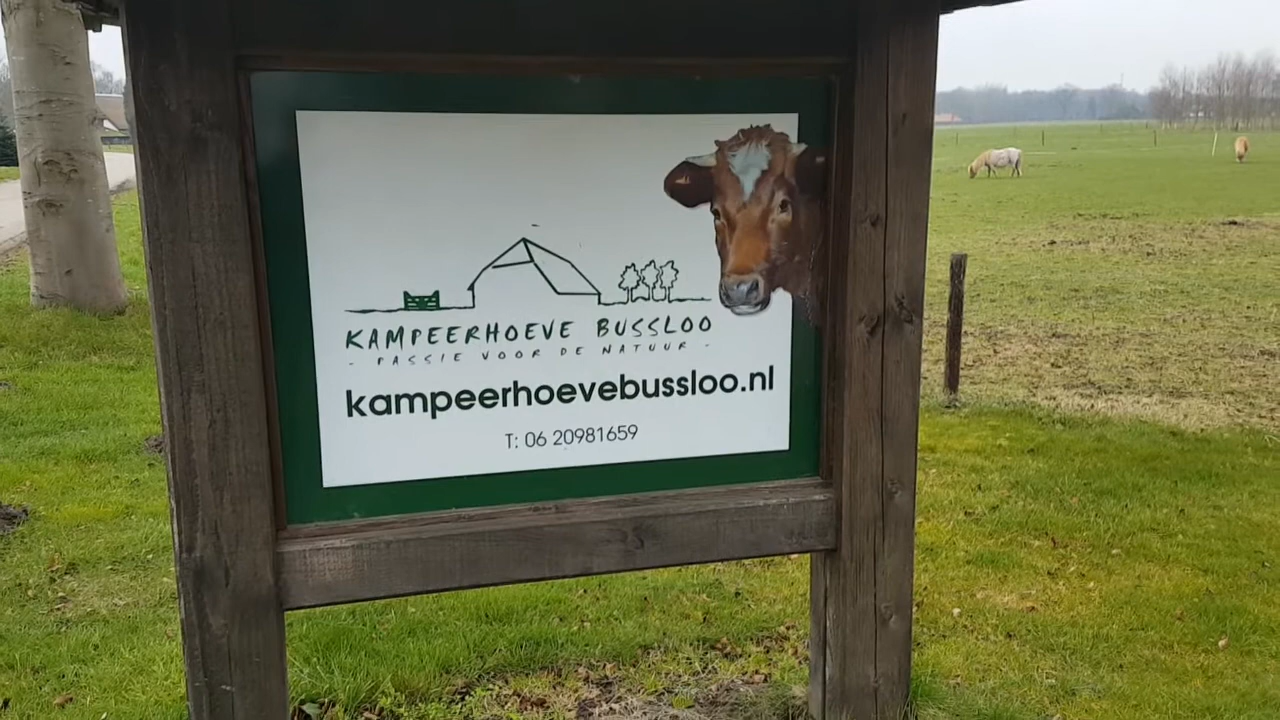 KAMPEERHOEVE BUSSLOO
- PASSIE VOOR DE NATUUR -
kampeerhoevebussloo.nl
T: 06 20981659